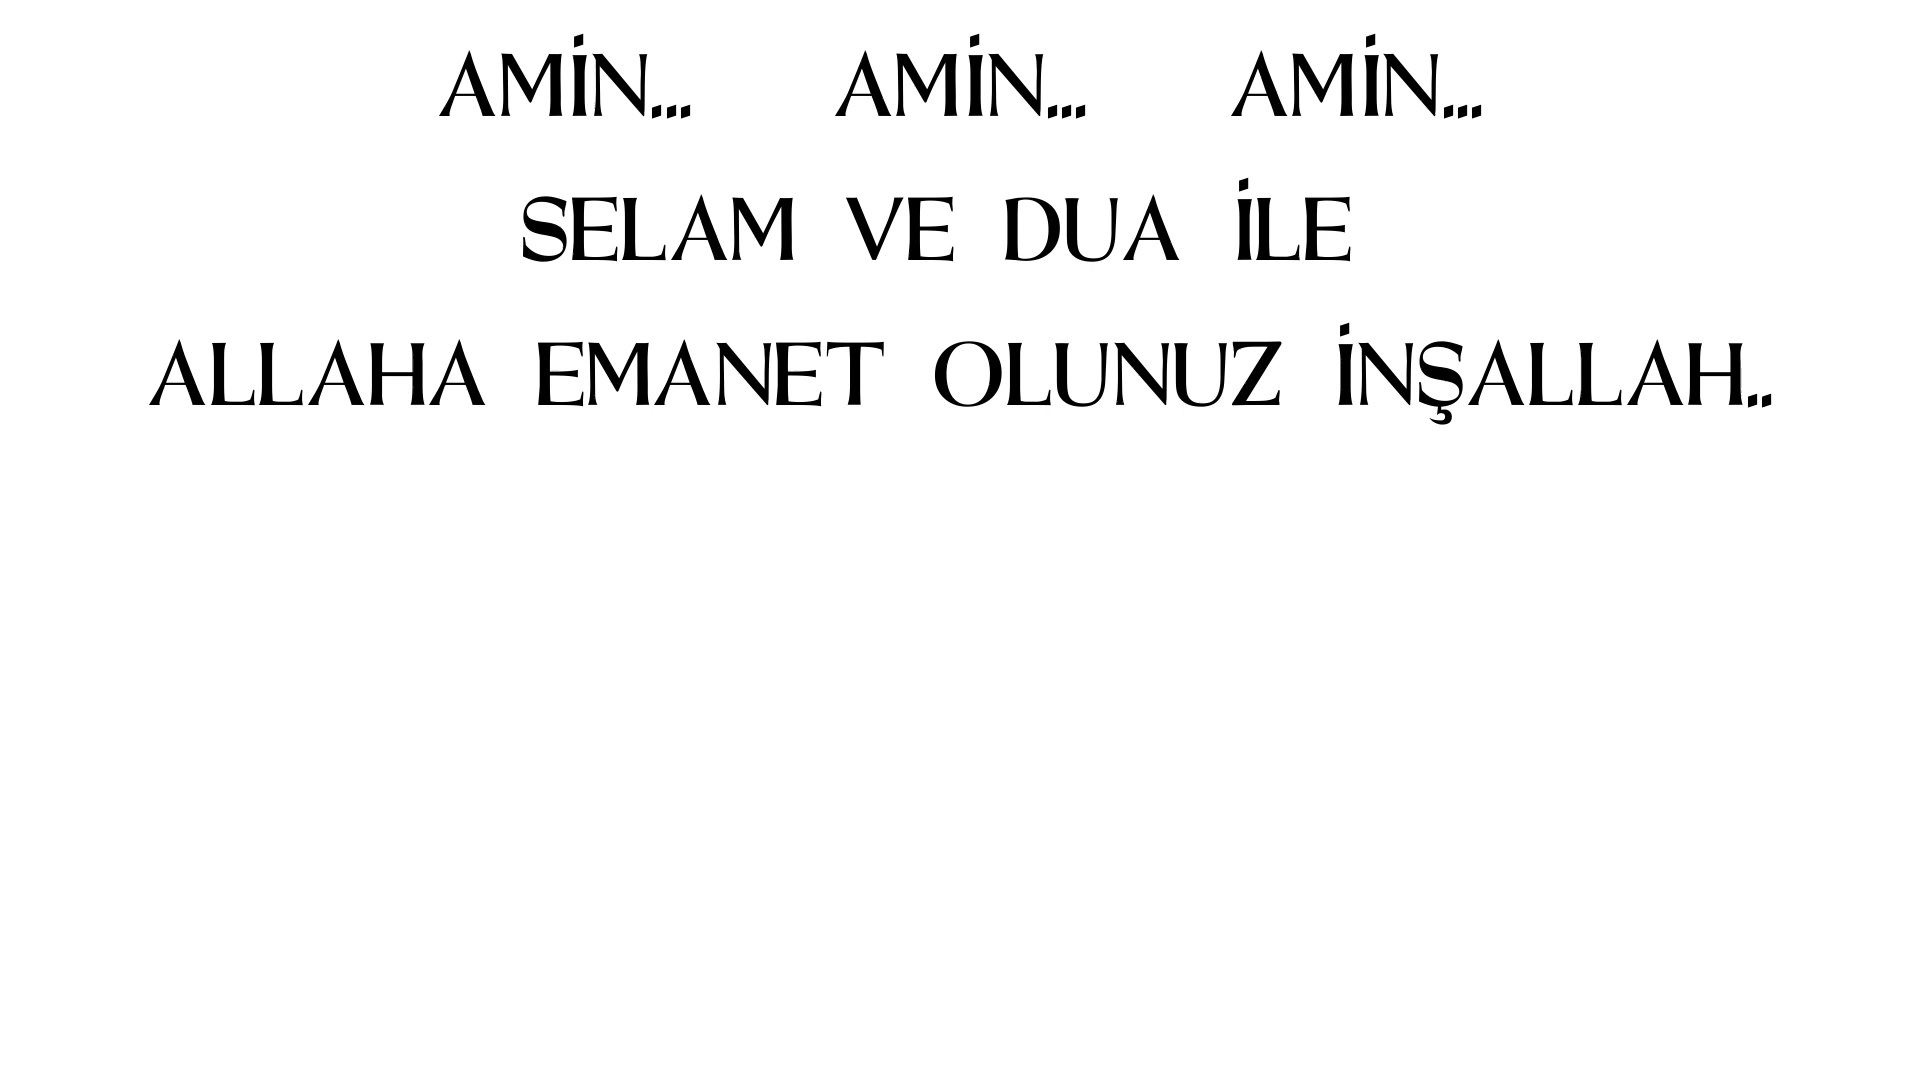 AMİN... AMİN... AMİN...
SELAM VE DUA İLE
ALLAHA EMANET OLUNUZ İNŞALLAH..